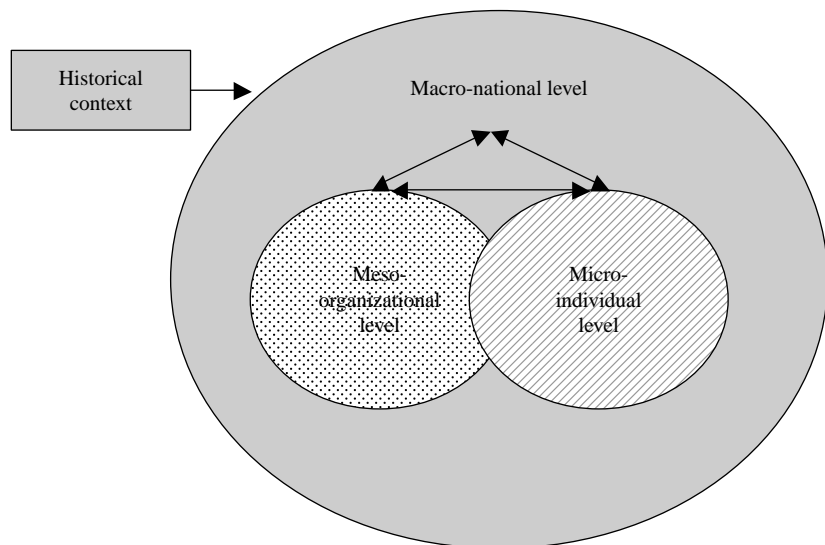 Historical
context
Macro-national level
Meso-
organizational
level
Micro-
individual
level